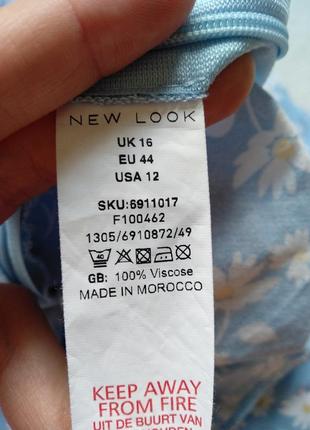 NEW LOOK
UK 16
EU 44
USA 12
SKU:6911017
F100462
1305/6910872/49
40
GB: 100% Viscose
MADE IN MOROCCO
KEEP AWAY
FROM FIRE
UIT DE BUURT VAN